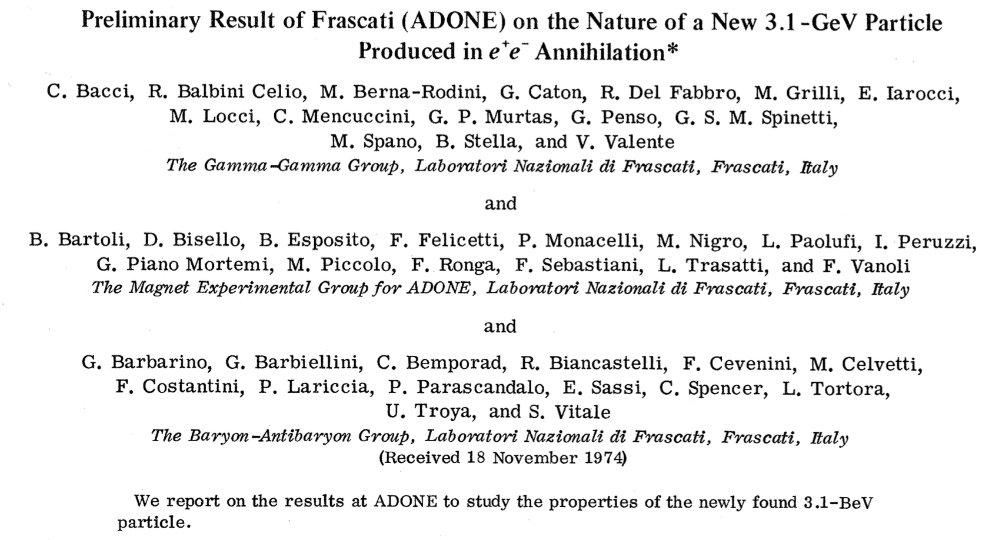 Preliminary Result of Frascati (ADONE) on the Nature of a New 3.1-GeV Particle
Produced in e⁺e⁻ Annihilation*
C. Bacci, R. Balbini Celio, M. Berna-Rodini, G. Caton, R. Del Fabbro, M. Grilli, E. Iarocci,
M. Locci, C. Mencuccini, G. P. Murtas, G. Penso, G. S. M. Spinetti,
M. Spano, B. Stella, and V. Valente
The Gamma-Gamma Group, Laboratori Nazionali di Frascati, Frascati, Italy
and
B. Bartoli, D. Bisello, B. Esposito, F. Felicetti, P. Monacelli, M. Nigro, L. Paolufi, I. Peruzzi,
G. Piano Mortemi, M. Piccolo, F. Ronga, F. Sebastiani, L. Trasatti, and F. Vanoli
The Magnet Experimental Group for ADONE, Laboratori Nazionali di Frascati, Frascati, Italy
and
G. Barbarino, G. Barbiellini, C. Bemporad, R. Biancastelli, F. Cevenini, M. Celvetti,
F. Costantini, P. Lariccia, P. Parascandalo, E. Sassi, C. Spencer, L. Tortora,
U. Troya, and S. Vitale
The Baryon-Antibaryon Group, Laboratori Nazionali di Frascati, Frascati, Italy
(Received 18 November 1974)
We report on the results at ADONE to study the properties of the newly found 3.1-BeV
particle.